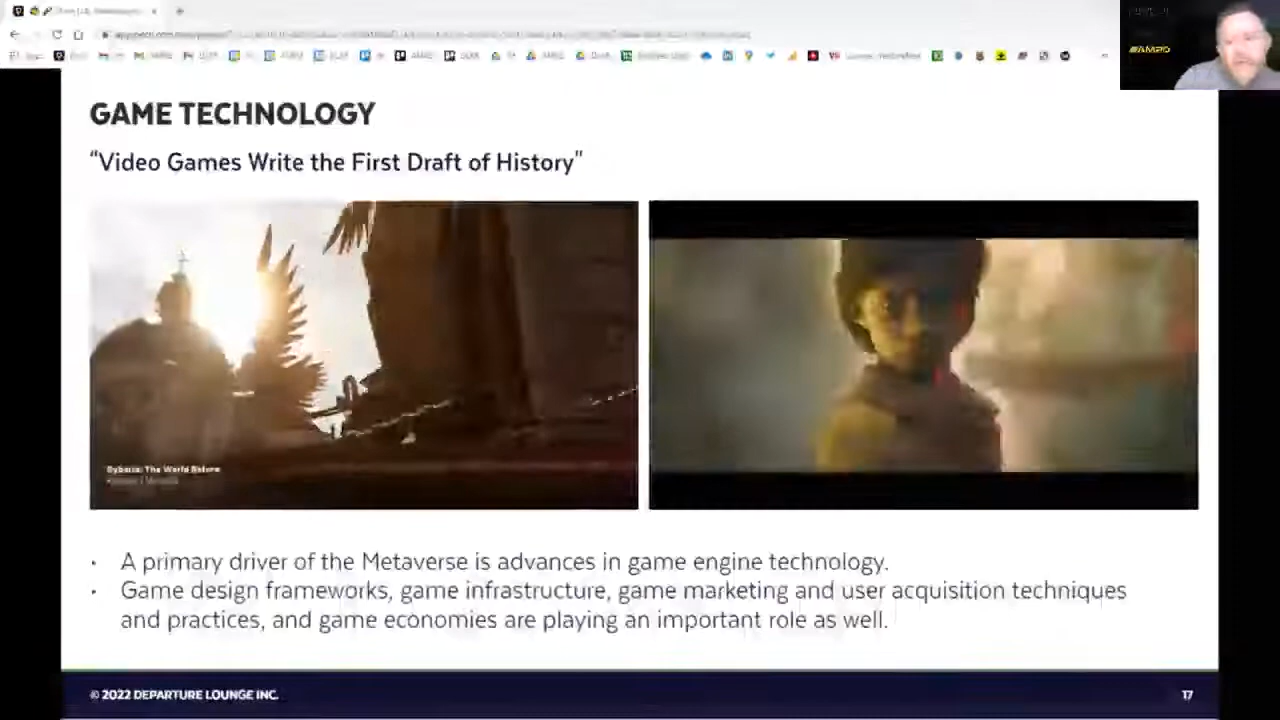 GAME TECHNOLOGY
“Video Games Write the First Draft of History”
The World Before
• A primary driver of the Metaverse is advances in game engine technology.
• Game design frameworks, game infrastructure, game marketing and user acquisition techniques
and practices, and game economies are playing an important role as well.
© 2022 DEPARTURE LOUNGE INC.
17